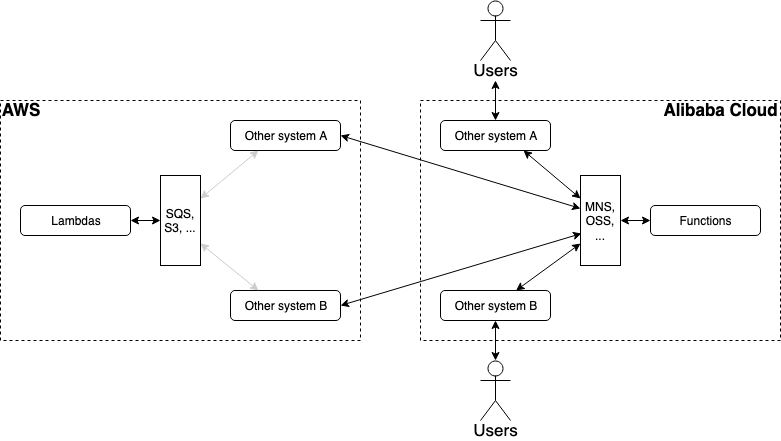 Users
AWS
Alibaba Cloud
Other system A
Other system A
Lambdas
SQS,
S3, ...
MNS,
OSS,
...
Functions
Other system B
Other system B
Users